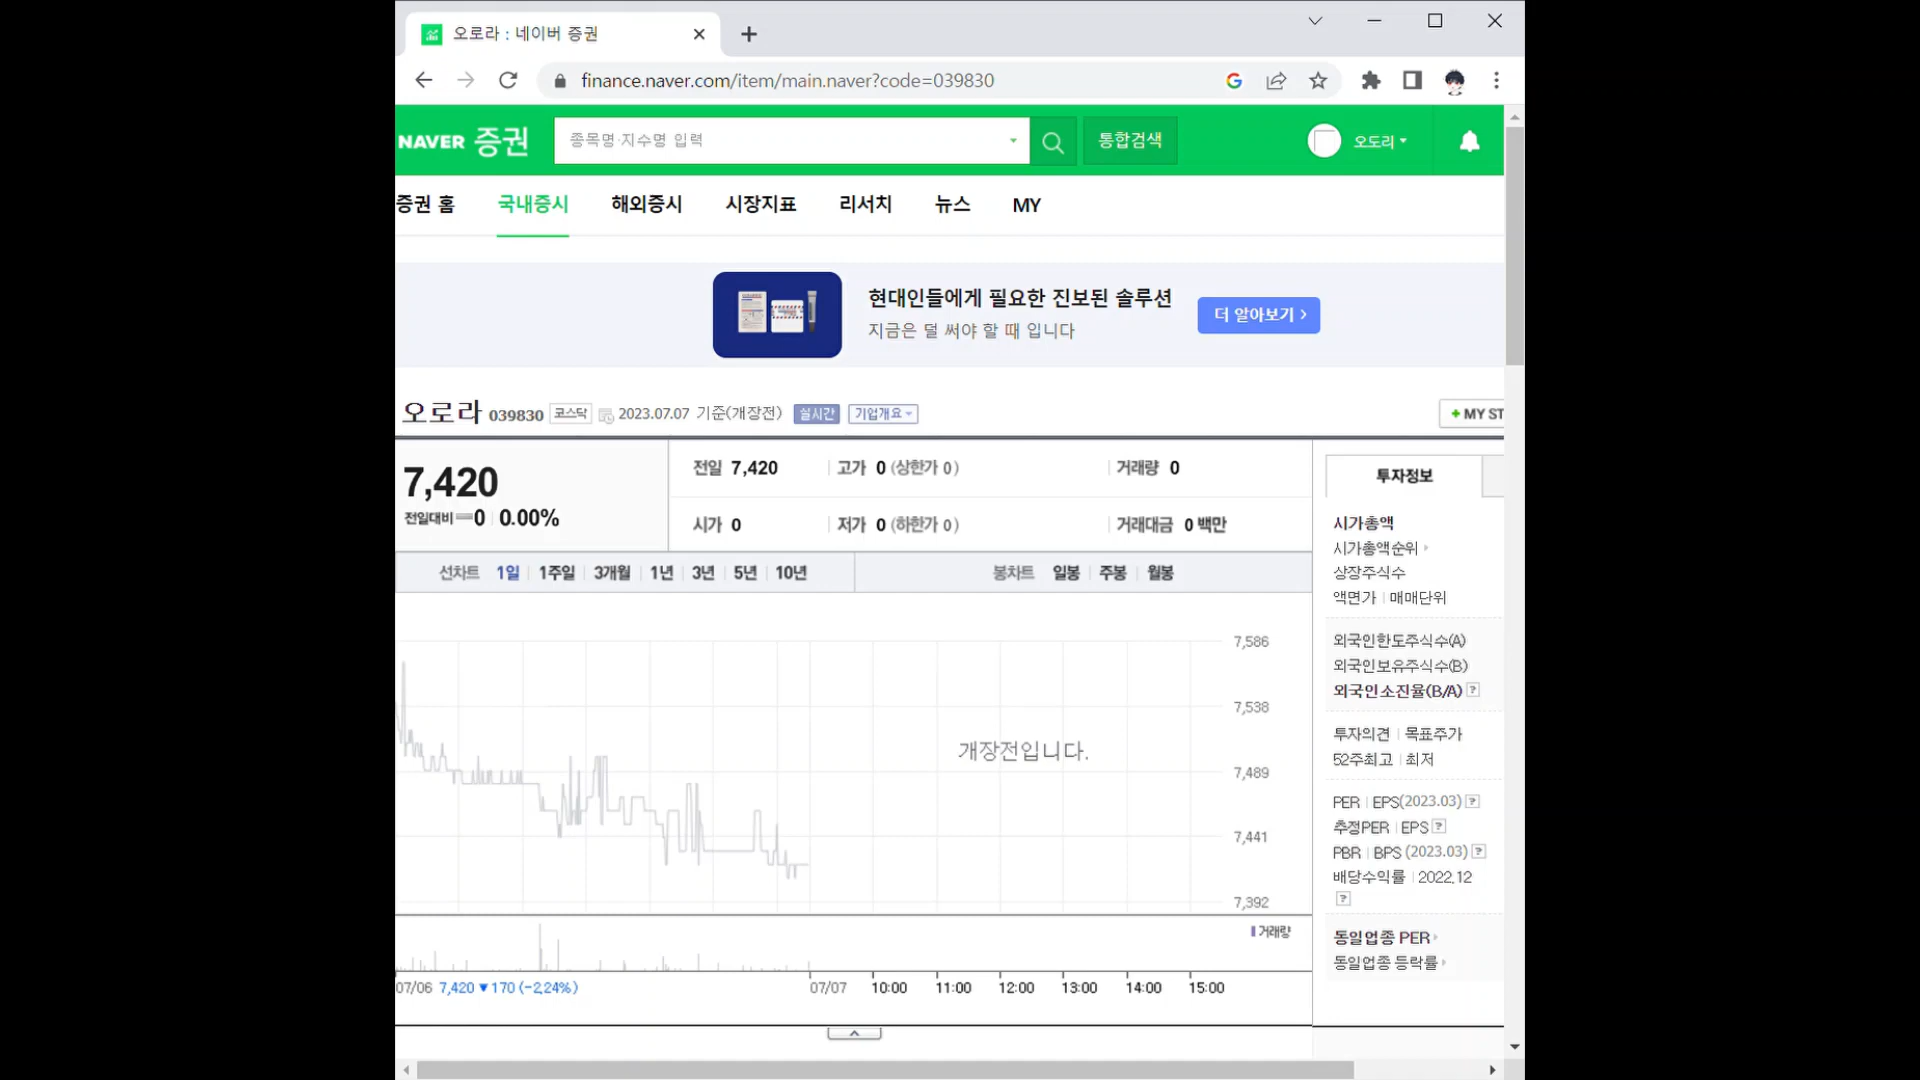 오로라 : 네이버 증권
finance.naver.com/item/main.naver?code=039830
NAVER 증권
종목명·지수명 입력
통합검색
오토리
증권 홈 국내증시 해외증시 시장지표 리서치 뉴스 MY
현대인들에게 필요한 진보된 솔루션
지금은 덜 써야 할 때 입니다
더 알아보기 >
오로라 039830 코스닥 2023.07.07 기준(개장전) 실시간 기업개요
+ MY ST
7,420
전일대비 0 0.00%
전일 7,420 고가 0 (상한가 0) 거래량 0
시가 0 저가 0 (하한가 0) 거래대금 0 백만
선차트 1일 1주일 3개월 1년 3년 5년 10년 봉차트 일봉 주봉 월봉
7,586
7,538
7,489
7,441
7,392
개장전입니다.
거래량
07/06 7,420 ▼ 170 (-2.24%) 07/07 10:00 11:00 12:00 13:00 14:00 15:00
투자정보
시가총액
시가총액순위
상장주식수
액면가 매매단위
외국인한도주식수(A)
외국인보유주식수(B)
외국인소진율(B/A) ?
투자의견 목표주가
52주최고 최저
PER EPS(2023.03) ?
추정PER EPS ?
PBR BPS (2023.03) ?
배당수익률 2022.12
?
동일업종 PER
동일업종 등락률